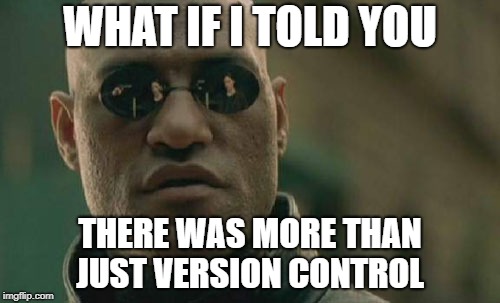 WHAT IF I TOLD YOU
THERE WAS MORE THAN
JUST VERSION CONTROL
imgflip.com